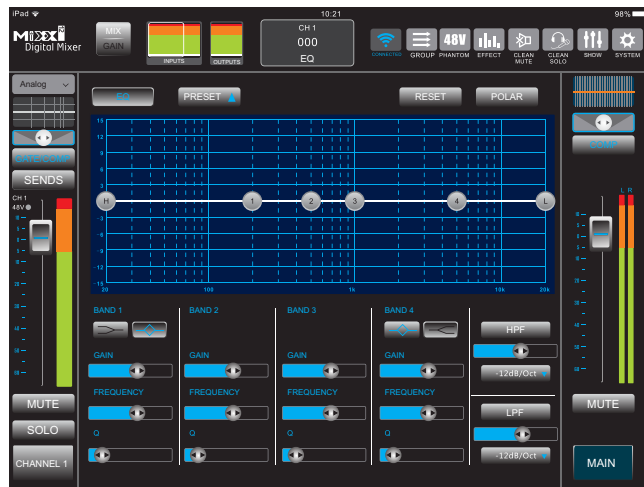 iPad
10:21
98%
MiDXXi
Digital Mixer
MIX
GAIN
INPUTS
OUTPUTS
CH 1
000
EQ
CONNECTED
GROUP
48V
PHANTOM
EFFECT
CLEAN
MUTE
CLEAN
SOLO
SHOW
SYSTEM
Analog
EQ
PRESET
RESET
POLAR
COMP
SENDS
CH 1
48V
MUTE
SOLO
CHANNEL 1
15
12
9
6
3
0
-3
-6
-9
-12
-15
H
1
2
3
4
L
20
100
1k
10k
20k
BAND 1
BAND 2
BAND 3
BAND 4
HPF
GAIN
GAIN
GAIN
GAIN
-12dB/Oct
FREQUENCY
FREQUENCY
FREQUENCY
FREQUENCY
LPF
Q
Q
Q
Q
-12dB/Oct
L R
MUTE
MAIN